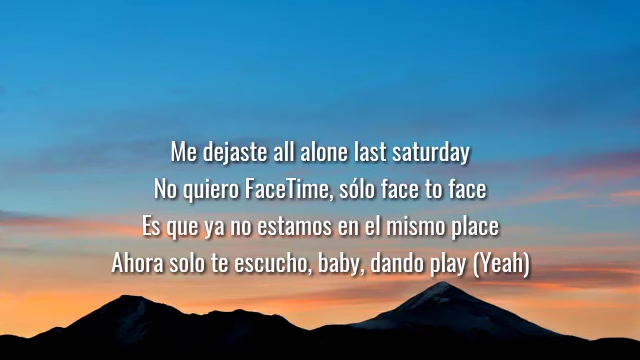 Me dejaste all alone last saturday
No quiero FaceTime, sólo face to face
Es que ya no estamos en el mismo place
Ahora solo te escucho, baby, dando play (Yeah)